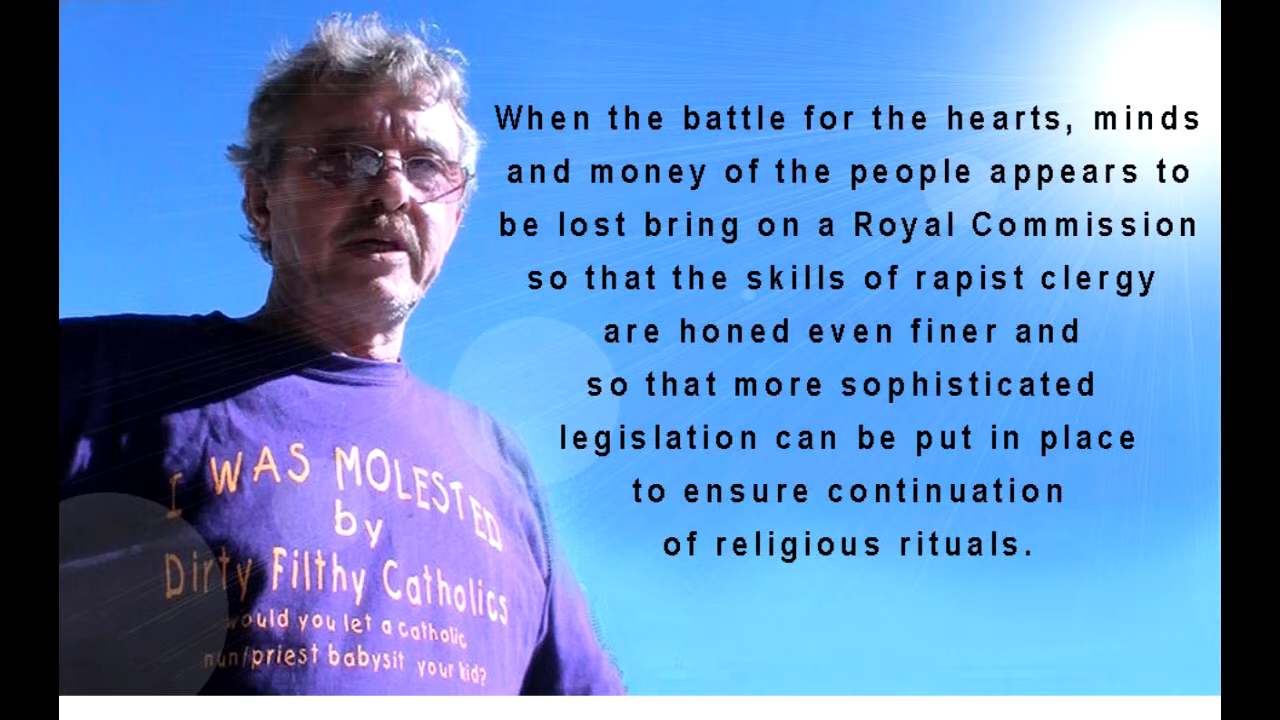 When the battle for the hearts, minds
and money of the people appears to
be lost bring on a Royal Commission
so that the skills of rapist clergy
are honed even finer and
so that more sophisticated
legislation can be put in place
to ensure continuation
of religious rituals.
I WAS MOLESTED
by
Dirty Filthy Catholics
would you let a catholic
nun/priest babysit your kid?